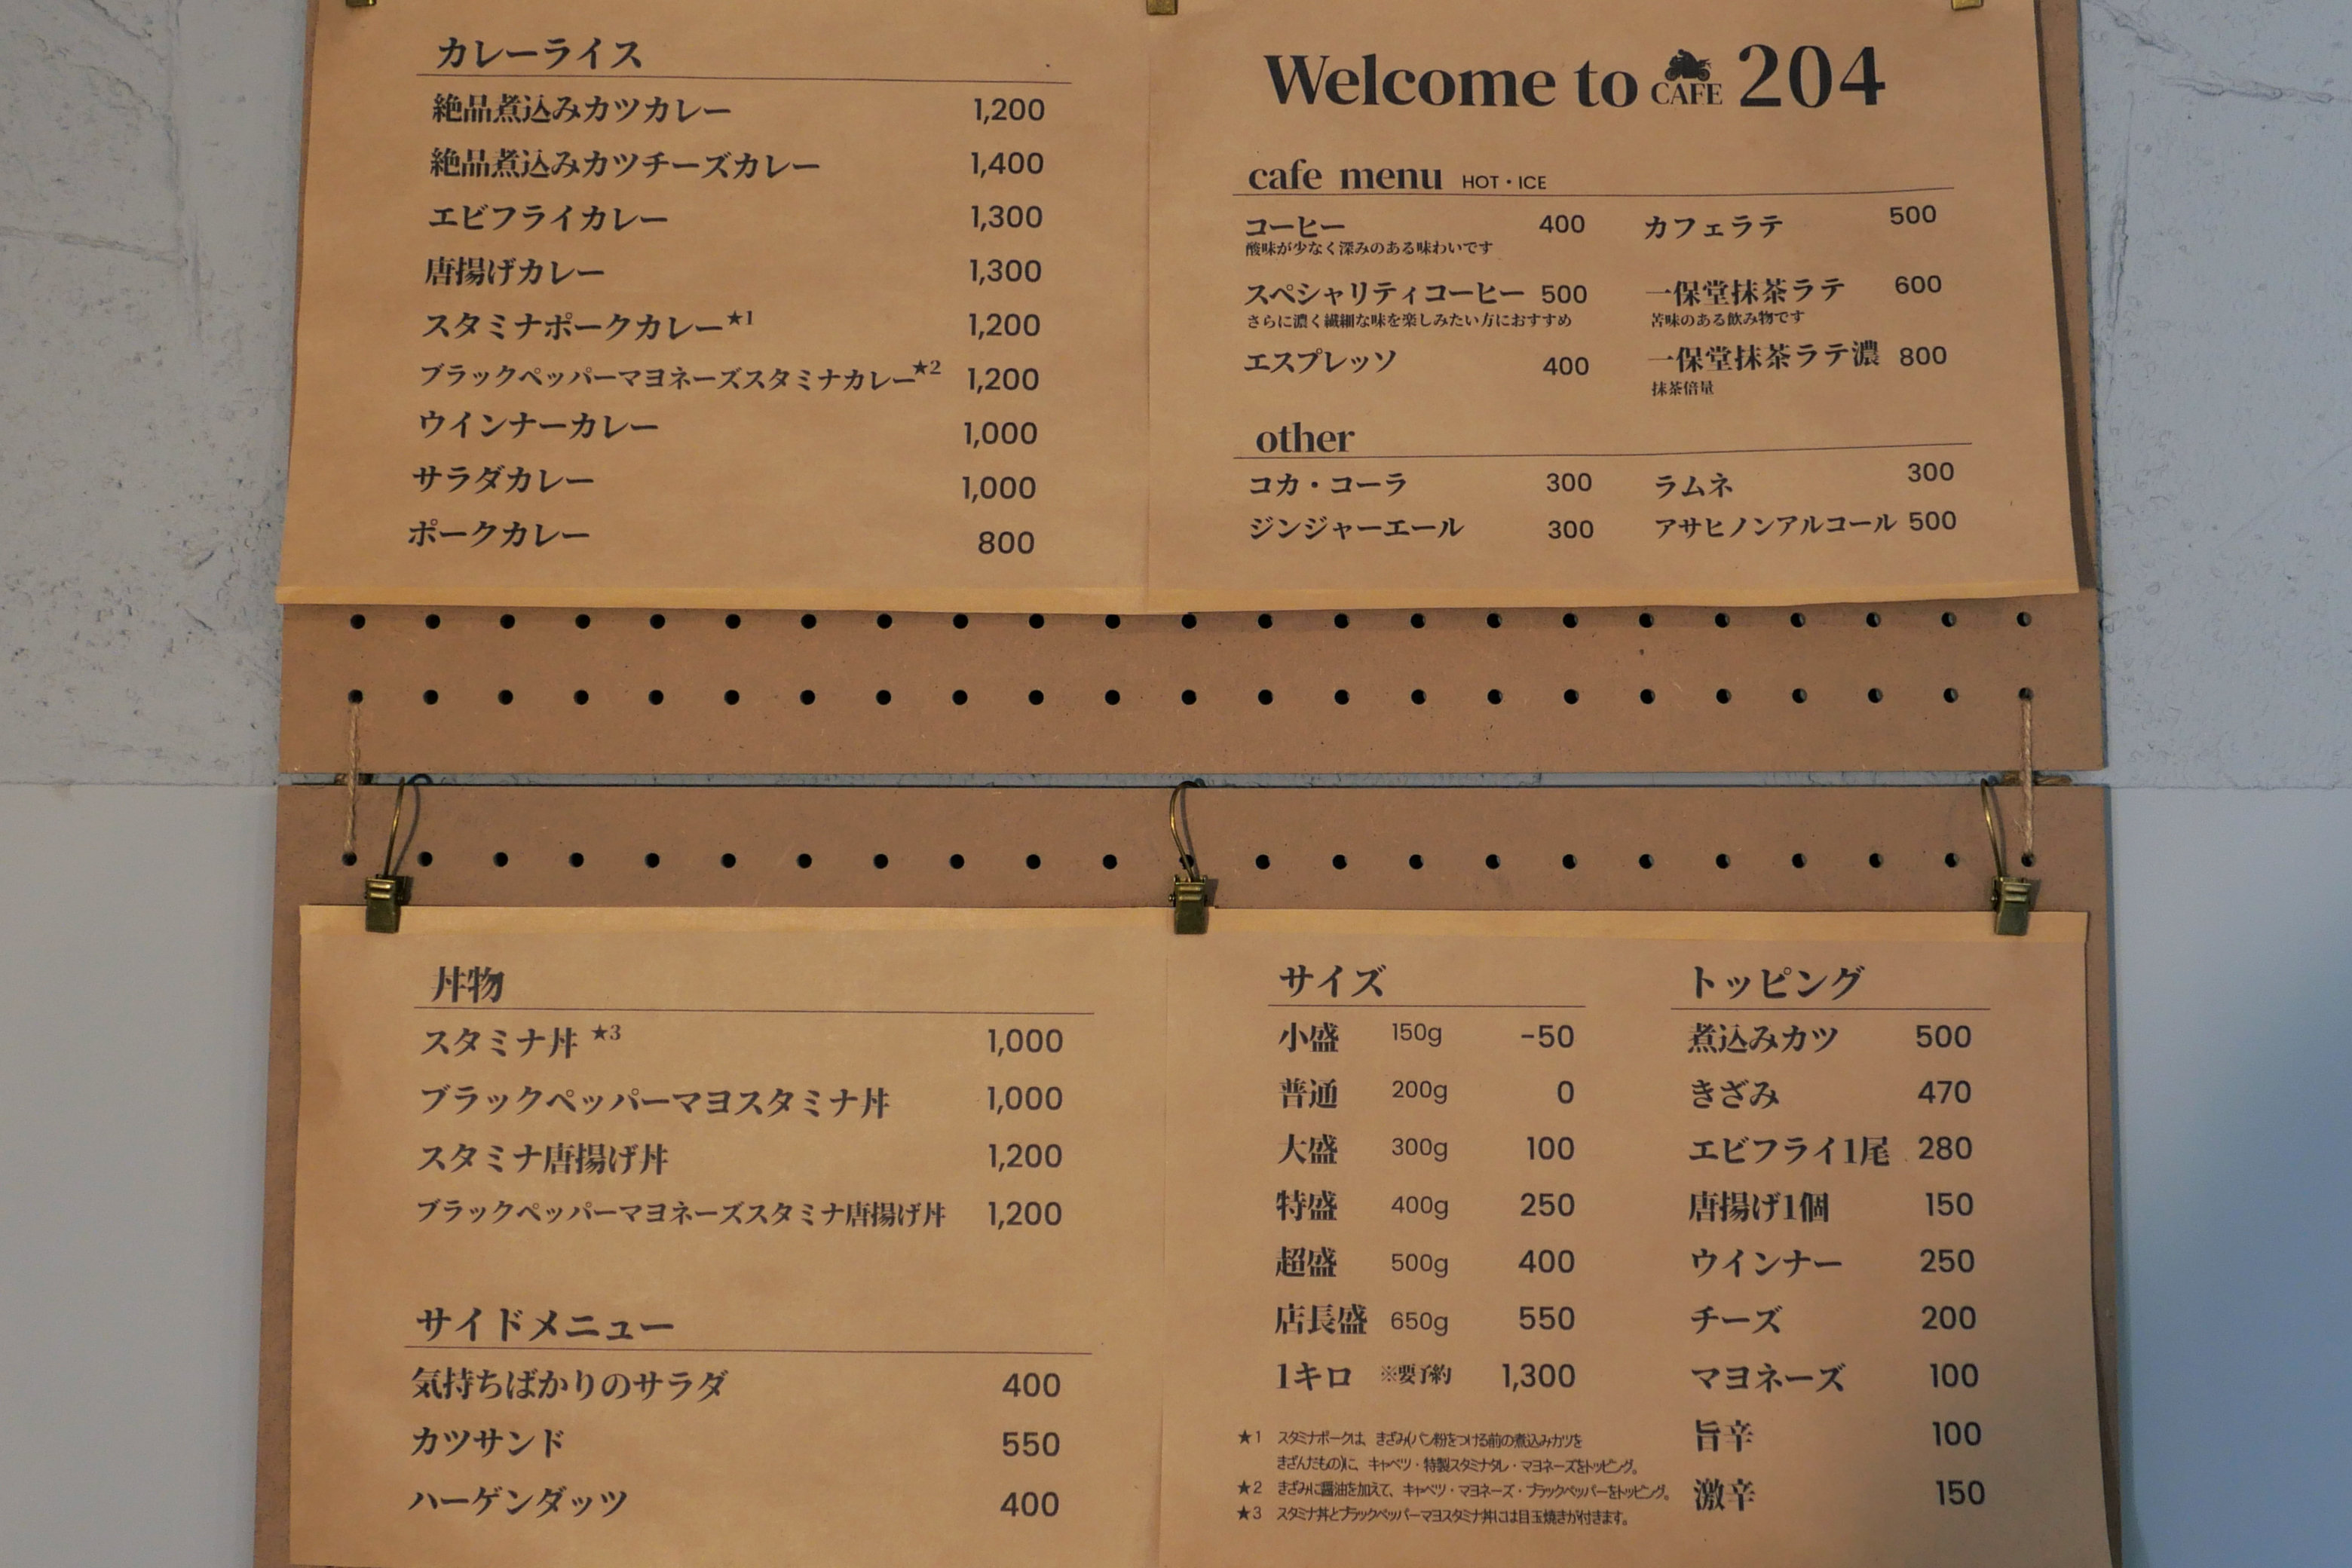 カレーライス
絶品煮込みカツカレー 1,200
絶品煮込みカツチーズカレー 1,400
エビフライカレー 1,300
唐揚げカレー 1,300
スタミナポークカレー★1 1,200
ブラックペッパーマヨネーズスタミナカレー★2 1,200
ウインナーカレー 1,000
サラダカレー 1,000
ポークカレー 800
Welcome to CAFE 204
cafe menu HOT・ICE
コーヒー 400
酸味が少なく深みのある味わいです
スペシャリティコーヒー 500
さらに濃く繊細な味を楽しみたい方におすすめ
エスプレッソ 400
カフェラテ 500
一保堂抹茶ラテ 600
苦味のある飲み物です
一保堂抹茶ラテ濃 800
抹茶倍量
other
コカ・コーラ 300
ジンジャーエール 300
ラムネ 300
アサヒノンアルコール 500
丼物
スタミナ丼 ★3 1,000
ブラックペッパーマヨスタミナ丼 1,000
スタミナ唐揚げ丼 1,200
ブラックペッパーマヨネーズスタミナ唐揚げ丼 1,200
サイドメニュー
気持ちばかりのサラダ 400
カツサンド 550
ハーゲンダッツ 400
サイズ
小盛 150g -50
普通 200g 0
大盛 300g 100
特盛 400g 250
超盛 500g 400
店長盛 650g 550
1キロ ※要予約 1,300
トッピング
煮込みカツ 500
きざみ 470
エビフライ1尾 280
唐揚げ1個 150
ウインナー 250
チーズ 200
マヨネーズ 100
旨辛 100
激辛 150
★1 スタミナポークは、きざみ(パン粉をつける前の煮込みカツを
きざんだもの)に、キャベツ・特製スタミナタレ・マヨネーズをトッピング。
★2 きざみに醤油を加えて、キャベツ・マヨネーズ・ブラックペッパーをトッピング。
★3 スタミナ丼とブラックペッパーマヨスタミナ丼には目玉焼きが付きます。